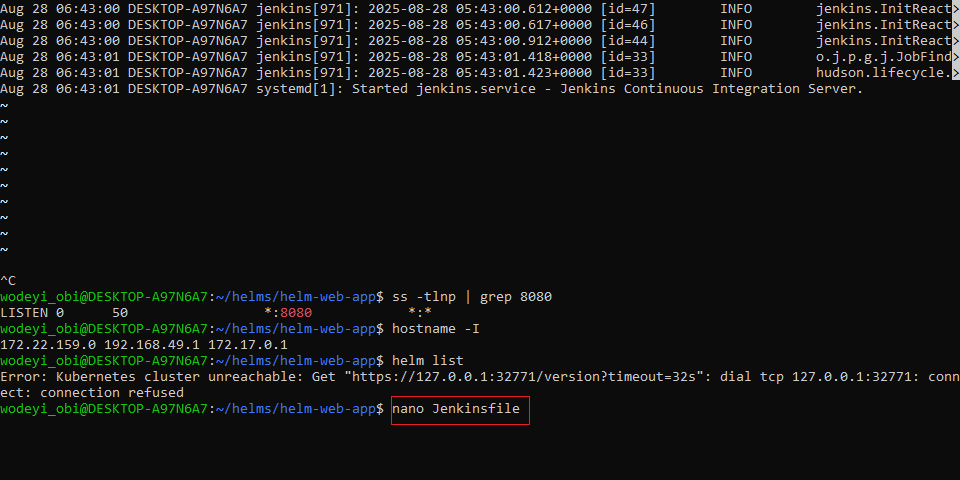 Aug 28 06:43:00 DESKTOP-A97N6A7 jenkins[971]: 2025-08-28 05:43:00.612+0000 [id=47]        INFO        jenkins.InitReact>
Aug 28 06:43:00 DESKTOP-A97N6A7 jenkins[971]: 2025-08-28 05:43:00.617+0000 [id=46]        INFO        jenkins.InitReact>
Aug 28 06:43:00 DESKTOP-A97N6A7 jenkins[971]: 2025-08-28 05:43:00.912+0000 [id=44]        INFO        jenkins.InitReact>
Aug 28 06:43:01 DESKTOP-A97N6A7 jenkins[971]: 2025-08-28 05:43:01.418+0000 [id=33]        INFO        o.j.p.g.j.JobFind>
Aug 28 06:43:01 DESKTOP-A97N6A7 jenkins[971]: 2025-08-28 05:43:01.423+0000 [id=33]        INFO        hudson.lifecycle.>
Aug 28 06:43:01 DESKTOP-A97N6A7 systemd[1]: Started jenkins.service - Jenkins Continuous Integration Server.
~
~
~
~
~
~
~
~
~
~
^C
wodeyi_obi@DESKTOP-A97N6A7:~/helms/helm-web-app$ ss -tlnp | grep 8080
LISTEN 0      50                 *:8080            *:*
wodeyi_obi@DESKTOP-A97N6A7:~/helms/helm-web-app$ hostname -I
172.22.159.0 192.168.49.1 172.17.0.1
wodeyi_obi@DESKTOP-A97N6A7:~/helms/helm-web-app$ helm list
Error: Kubernetes cluster unreachable: Get "https://127.0.0.1:32771/version?timeout=32s": dial tcp 127.0.0.1:32771: conn
ect: connection refused
wodeyi_obi@DESKTOP-A97N6A7:~/helms/helm-web-app$ nano Jenkinsfile